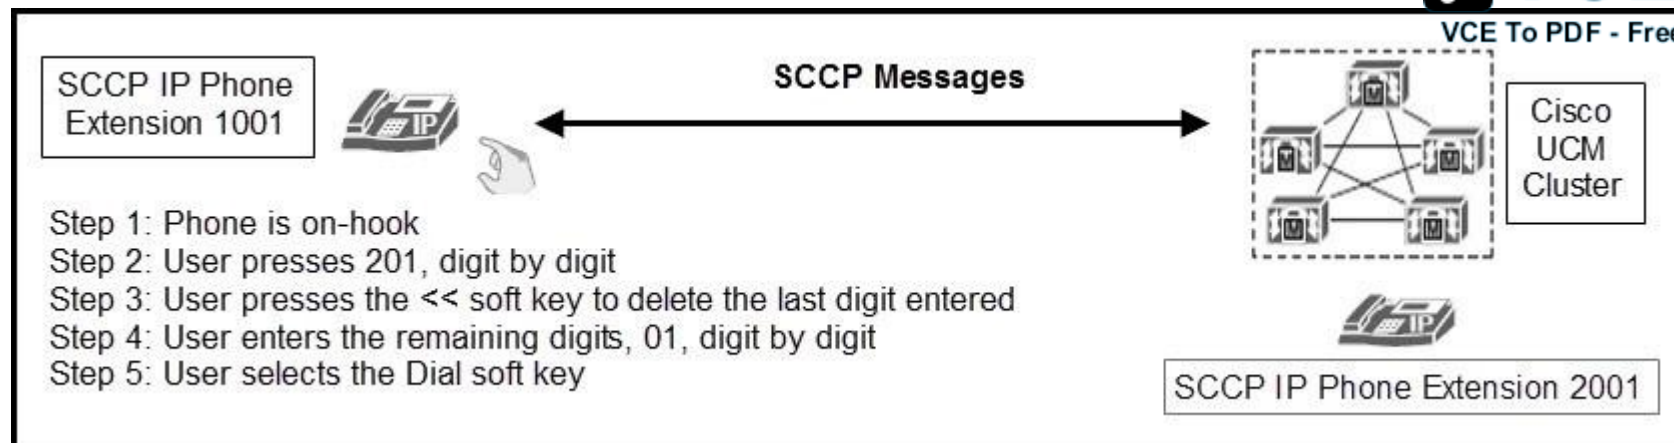 VCE To PDF - Free
SCCP IP Phone
Extension 1001
IP
SCCP Messages
M
M
M
M
M
Cisco
UCM
Cluster
Step 1: Phone is on-hook
Step 2: User presses 201, digit by digit
Step 3: User presses the << soft key to delete the last digit entered
Step 4: User enters the remaining digits, 01, digit by digit
Step 5: User selects the Dial soft key
IP
SCCP IP Phone Extension 2001